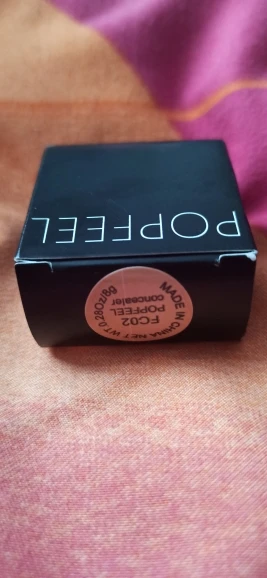 POPFEEL
MADE IN CHINA NET WT 0.28Oz/8g
FC02
POPFEEL
concealer